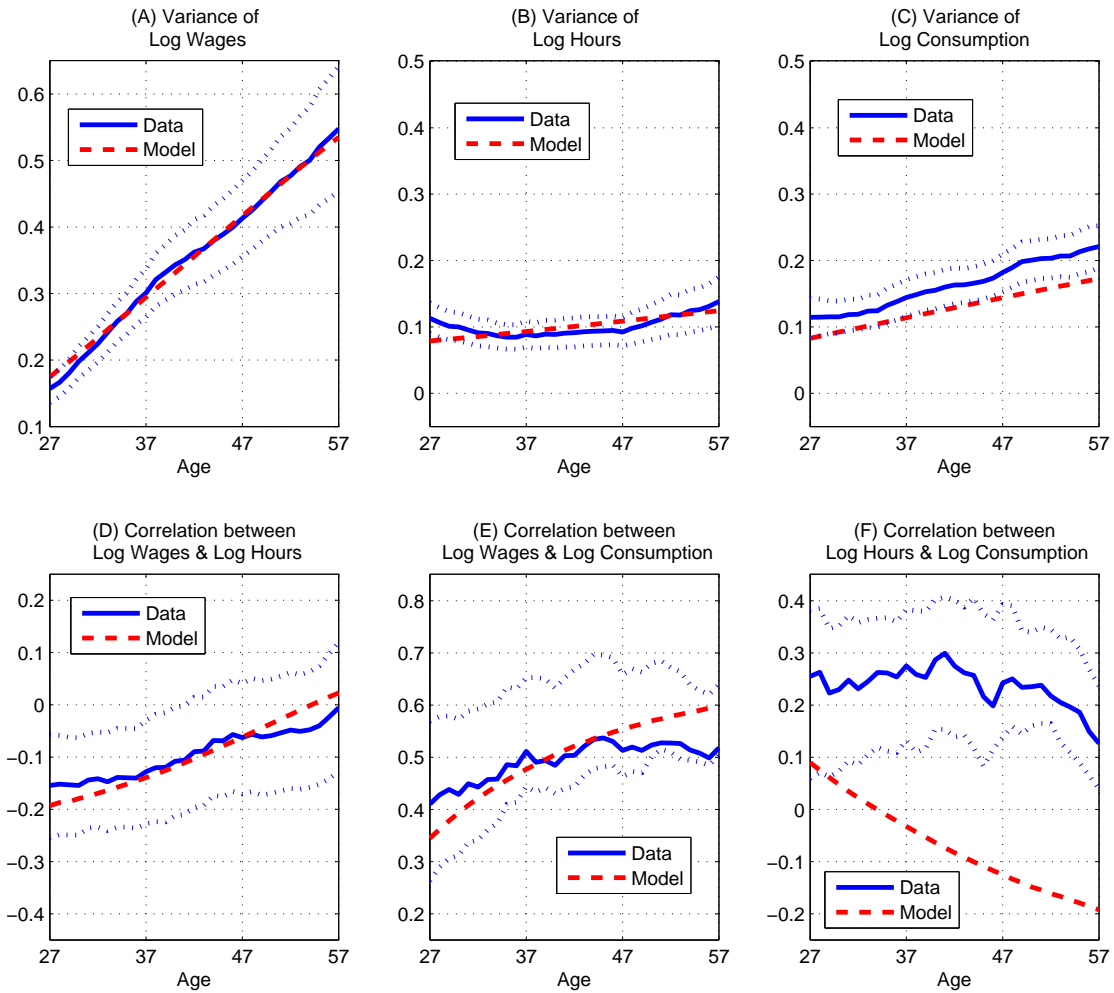 (A) Variance of
Log Wages
0.6
0.5
0.4
0.3
0.2
0.1
27
37
47
57
Age
Data
Model
(B) Variance of
Log Hours
0.5
0.4
0.3
0.2
0.1
0
27
37
47
57
Age
Data
Model
(C) Variance of
Log Consumption
0.5
0.4
0.3
0.2
0.1
0
27
37
47
57
Age
Data
Model
(D) Correlation between
Log Wages & Log Hours
0.2
0.1
0
−0.1
−0.2
−0.3
−0.4
27
37
47
57
Age
Data
Model
(E) Correlation between
Log Wages & Log Consumption
0.8
0.7
0.6
0.5
0.4
0.3
0.2
27
37
47
57
Age
Data
Model
(F) Correlation between
Log Hours & Log Consumption
0.4
0.3
0.2
0.1
0
−0.1
−0.2
27
37
47
57
Age
Data
Model